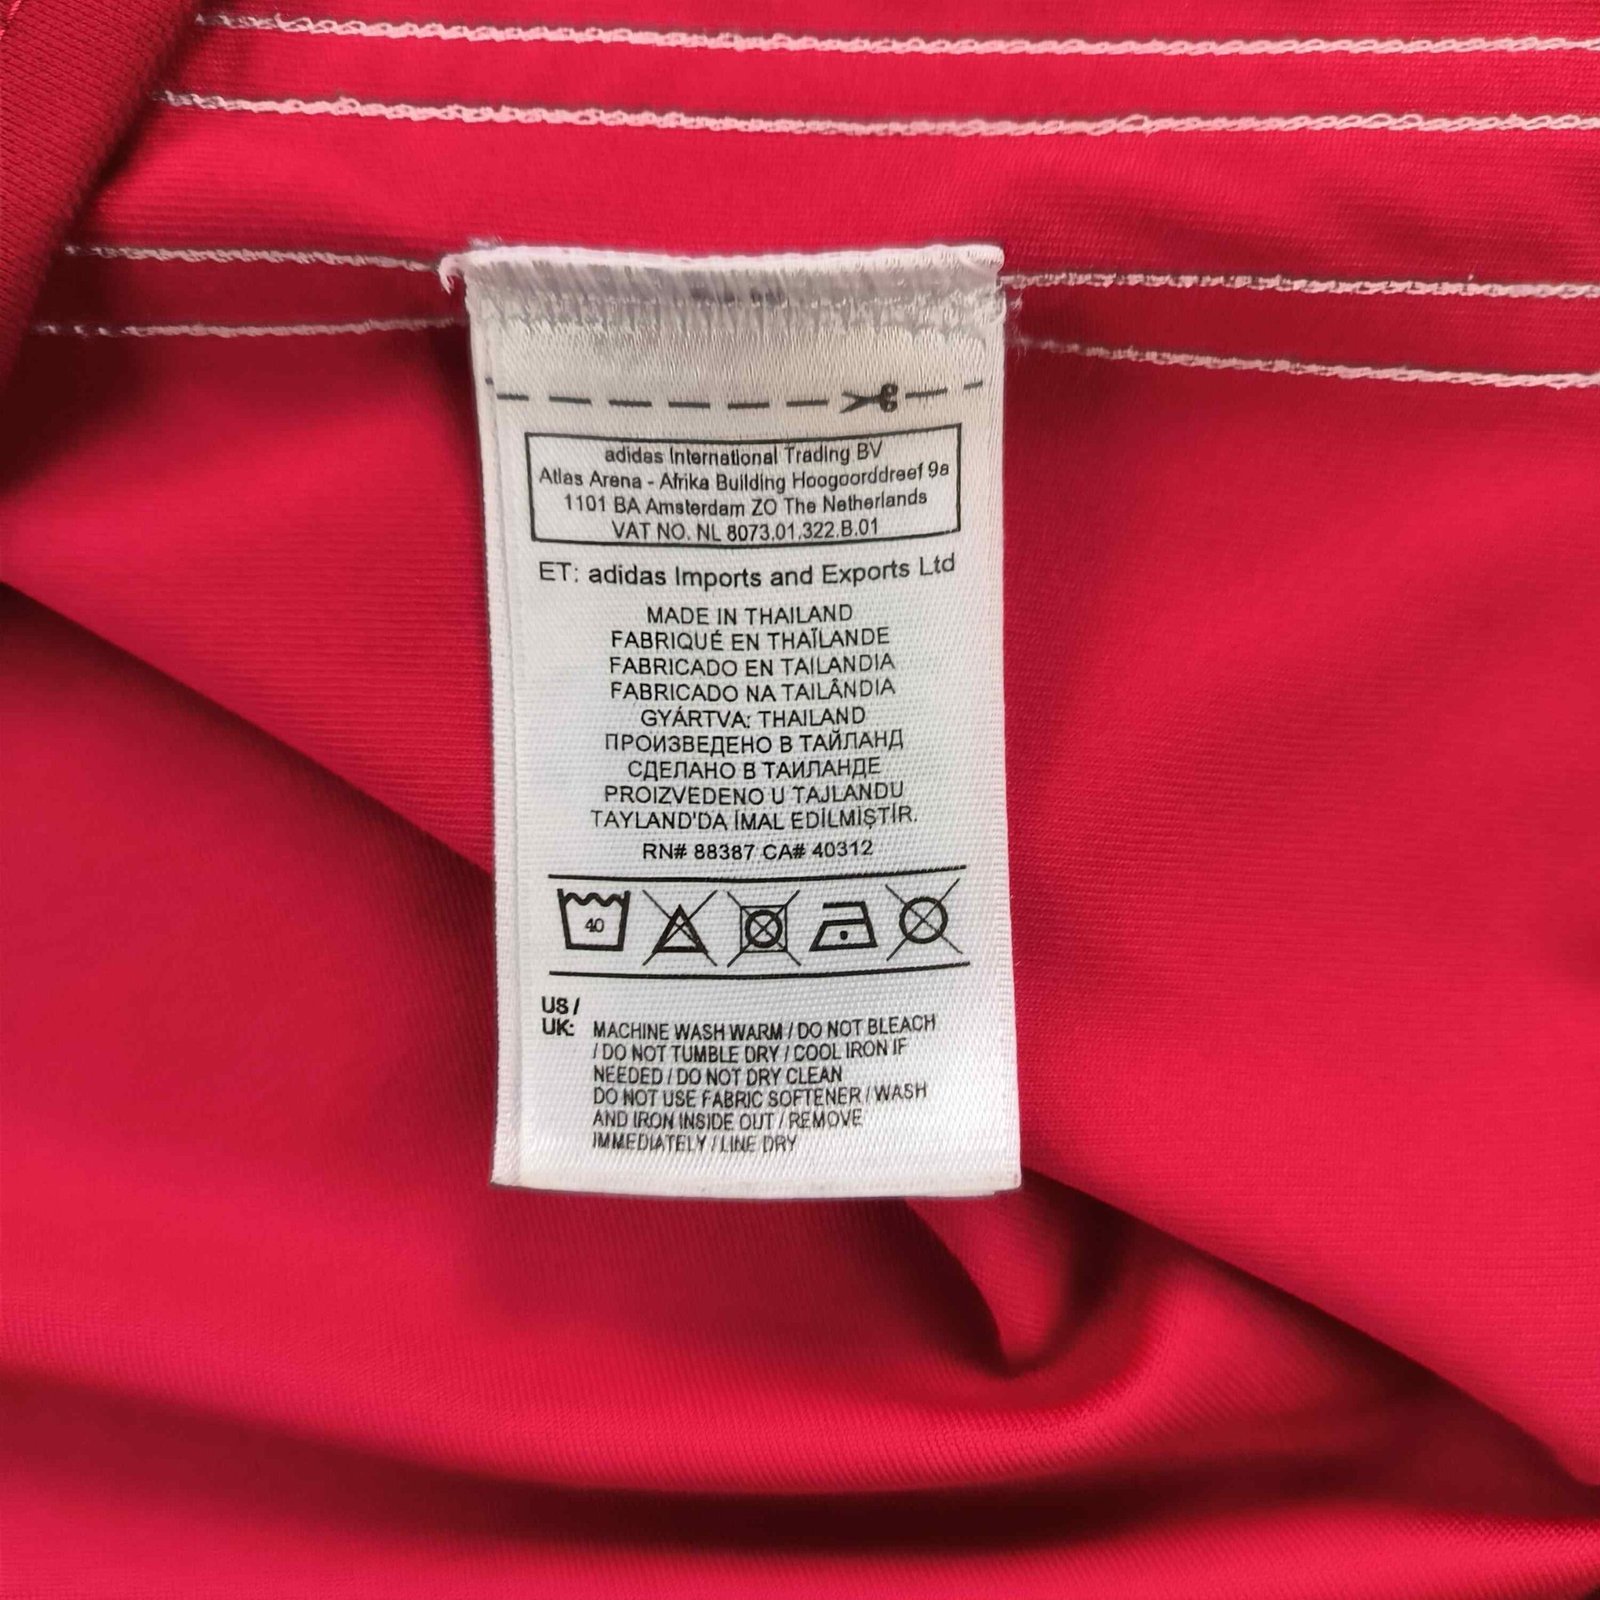 adidas International Trading BV
Atlas Arena - Afrika Building Hoogoorddreef 9a
1101 BA Amsterdam ZO The Netherlands
VAT NO. NL 8073.01.322.B.01
ET: adidas Imports and Exports Ltd
MADE IN THAILAND
FABRIQUÉ EN THAÏLANDE
FABRICADO EN TAILANDIA
FABRICADO NA TAILÂNDIA
GYÁRTVA: THAILAND
ПРОИЗВЕДЕНО В ТАЙЛАНД
СДЕЛАНО В ТАИЛАНДЕ
PROIZVEDENO U TAJLANDU
TAYLAND'DA İMAL EDİLMİŞTİR.
RN# 88387 CA# 40312
40
US /
UK: MACHINE WASH WARM / DO NOT BLEACH
/ DO NOT TUMBLE DRY / COOL IRON IF
NEEDED / DO NOT DRY CLEAN
DO NOT USE FABRIC SOFTENER / WASH
AND IRON INSIDE OUT / REMOVE
IMMEDIATELY / LINE DRY